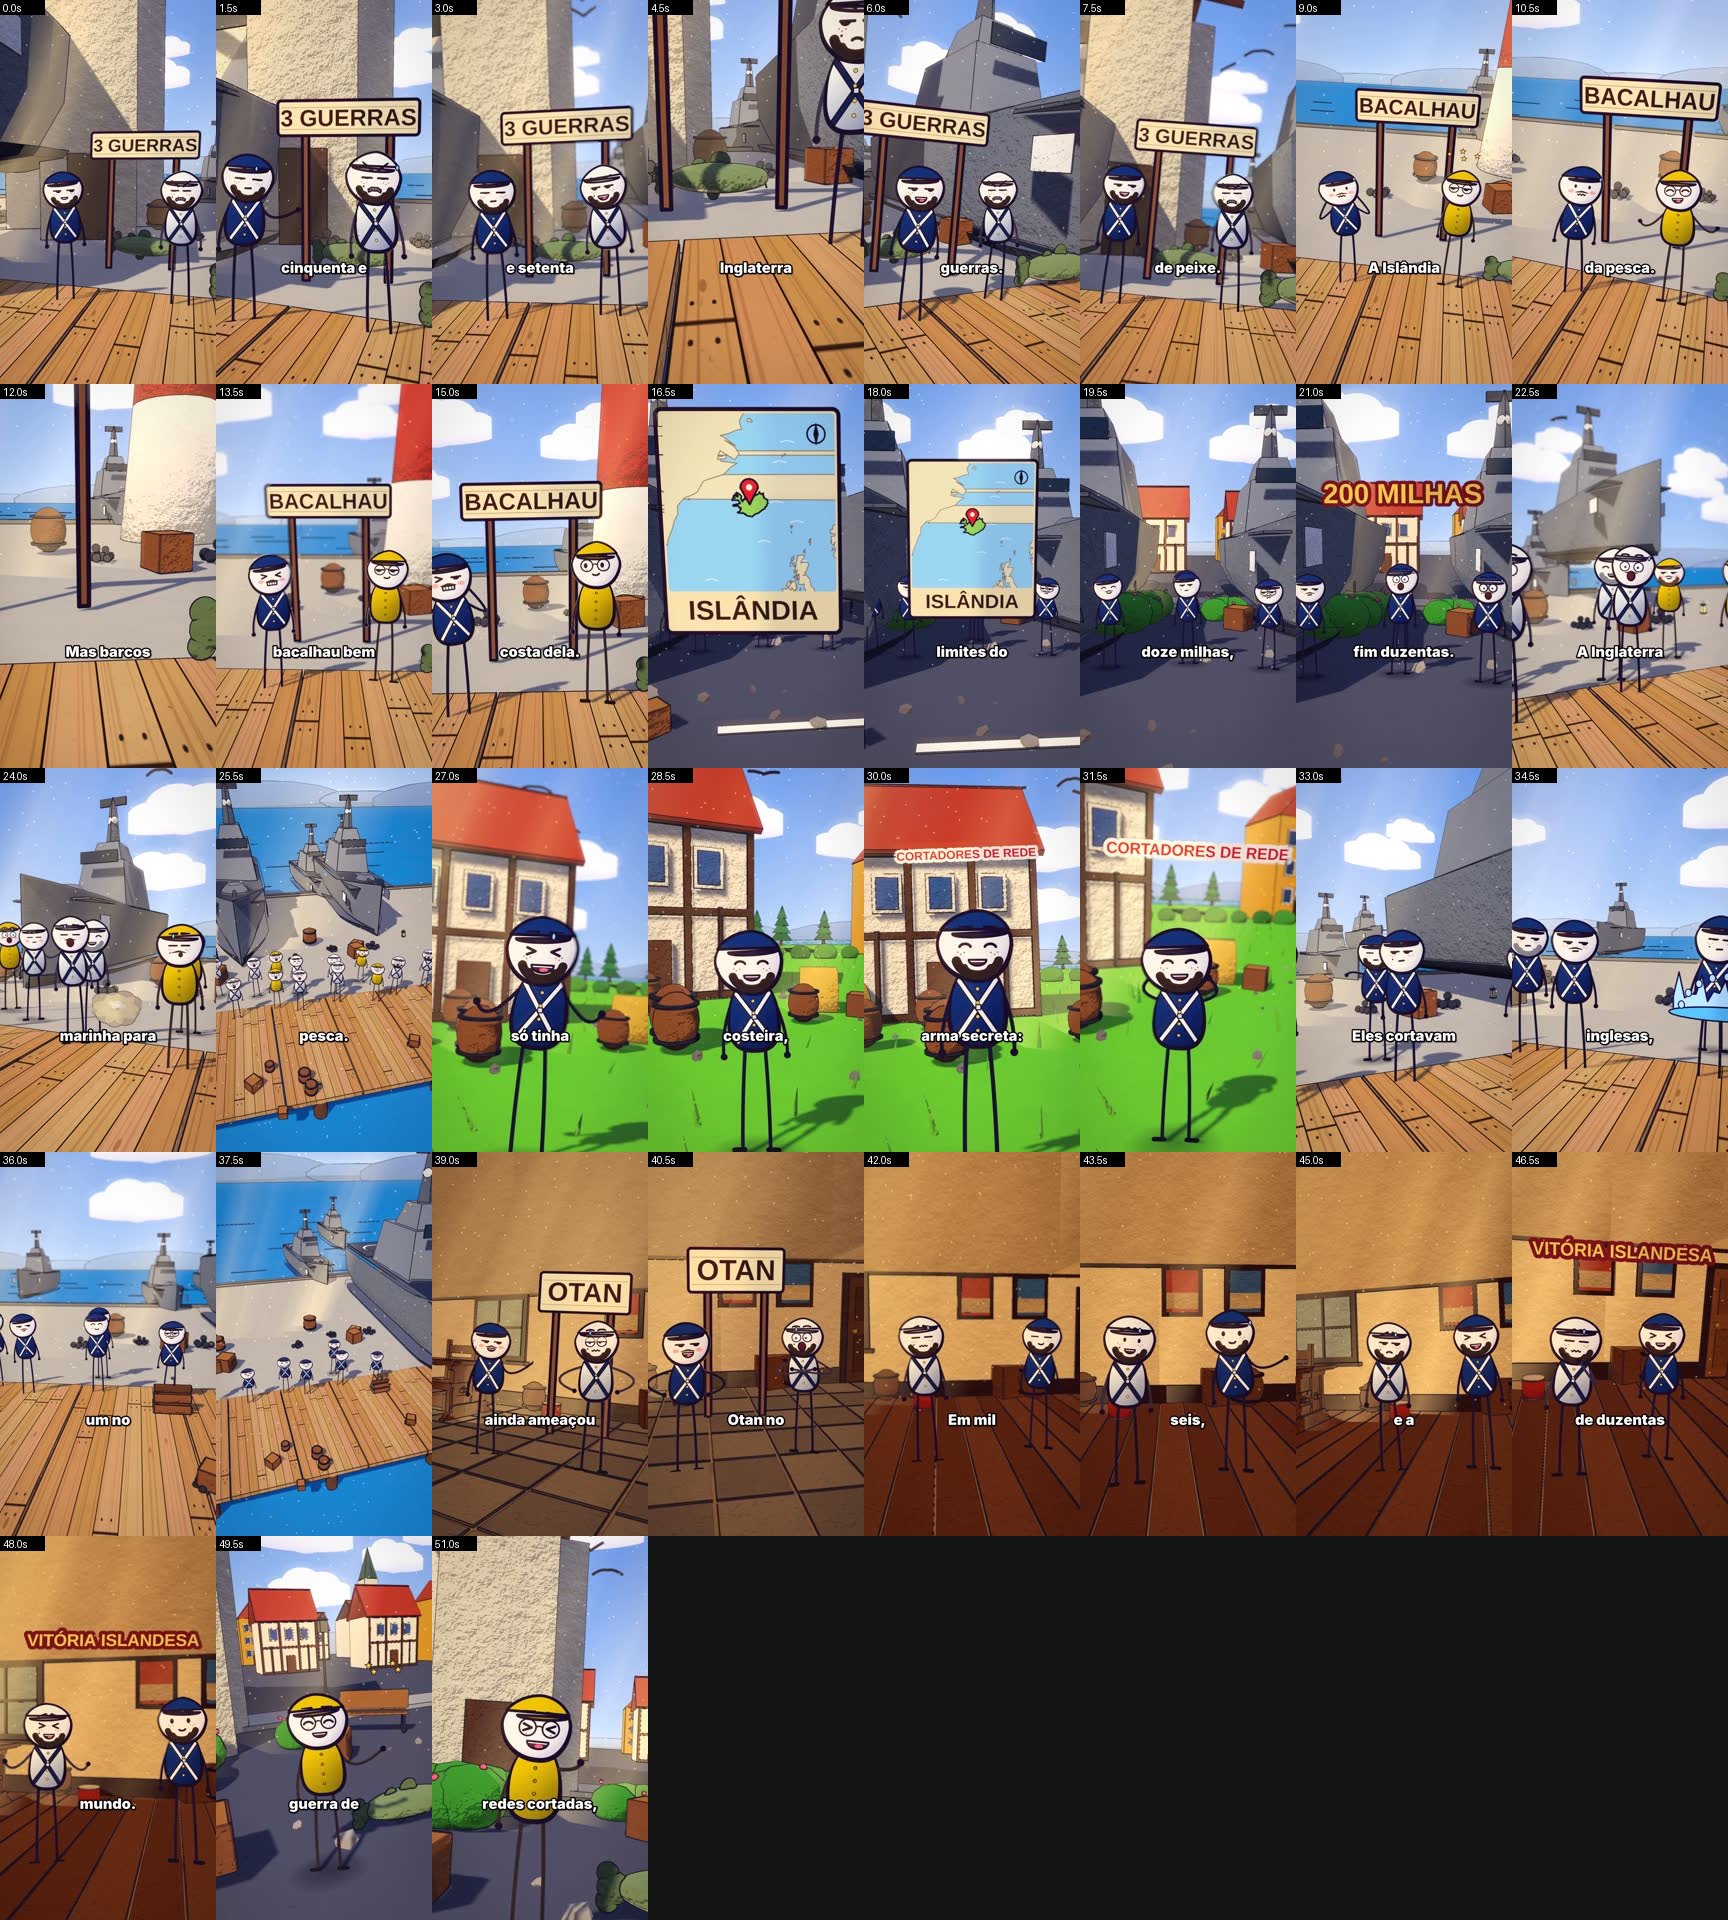 0.0s
3 GUERRAS
1.5s
3 GUERRAS
cinquenta e
3.0s
3 GUERRAS
e setenta
4.5s
Inglaterra
6.0s
3 GUERRAS
guerras.
7.5s
3 GUERRAS
de peixe.
9.0s
BACALHAU
A Islândia
10.5s
BACALHAU
da pesca.
12.0s
Mas barcos
13.5s
BACALHAU
bacalhau bem
15.0s
BACALHAU
costa dela.
16.5s
ISLÂNDIA
18.0s
ISLÂNDIA
limites do
19.5s
doze milhas,
21.0s
200 MILHAS
fim duzentas.
22.5s
A Inglaterra
24.0s
marinha para
25.5s
pesca.
27.0s
só tinha
28.5s
costeira,
30.0s
CORTADORES DE REDE
arma secreta:
31.5s
CORTADORES DE REDE
33.0s
Eles cortavam
34.5s
inglesas,
36.0s
um no
37.5s
39.0s
OTAN
ainda ameaçou
40.5s
OTAN
Otan no
42.0s
Em mil
43.5s
seis,
45.0s
e a
46.5s
VITÓRIA ISLANDESA
de duzentas
48.0s
VITÓRIA ISLANDESA
mundo.
49.5s
guerra de
51.0s
redes cortadas,